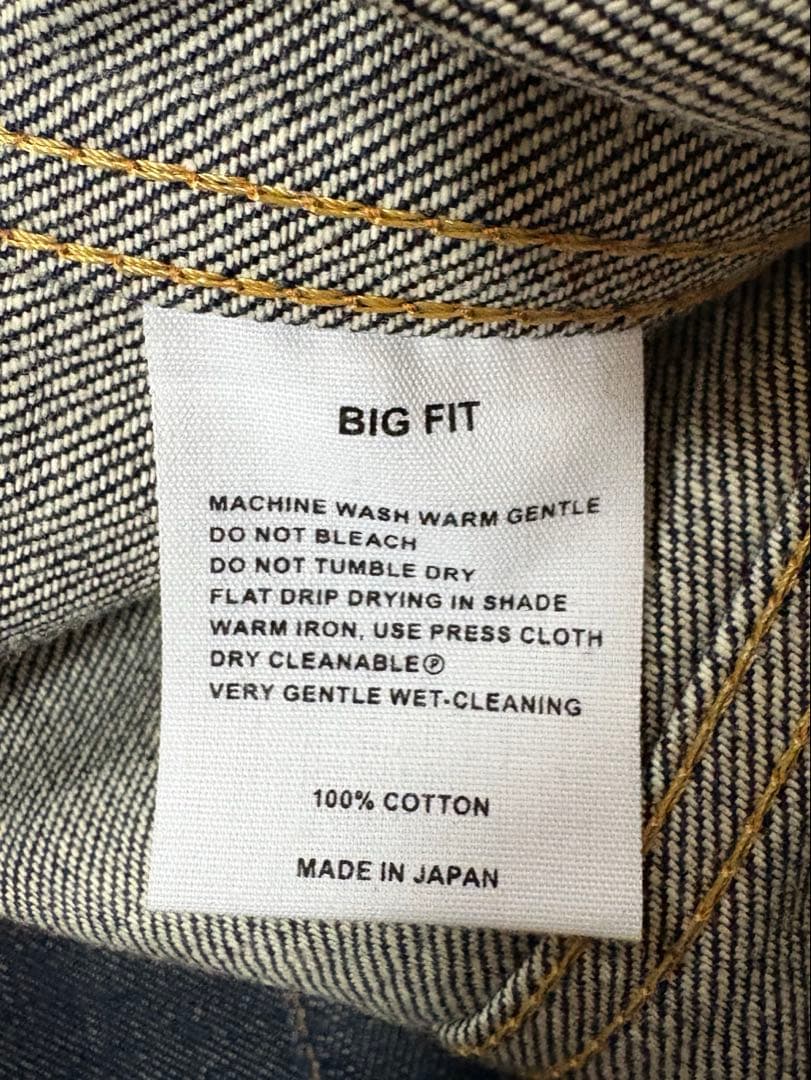 BIG FIT
MACHINE WASH WARM GENTLE
DO NOT BLEACH
DO NOT TUMBLE DRY
FLAT DRIP DRYING IN SHADE
WARM IRON, USE PRESS CLOTH
DRY CLEANABLEⓅ
VERY GENTLE WET-CLEANING
100% COTTON
MADE IN JAPAN